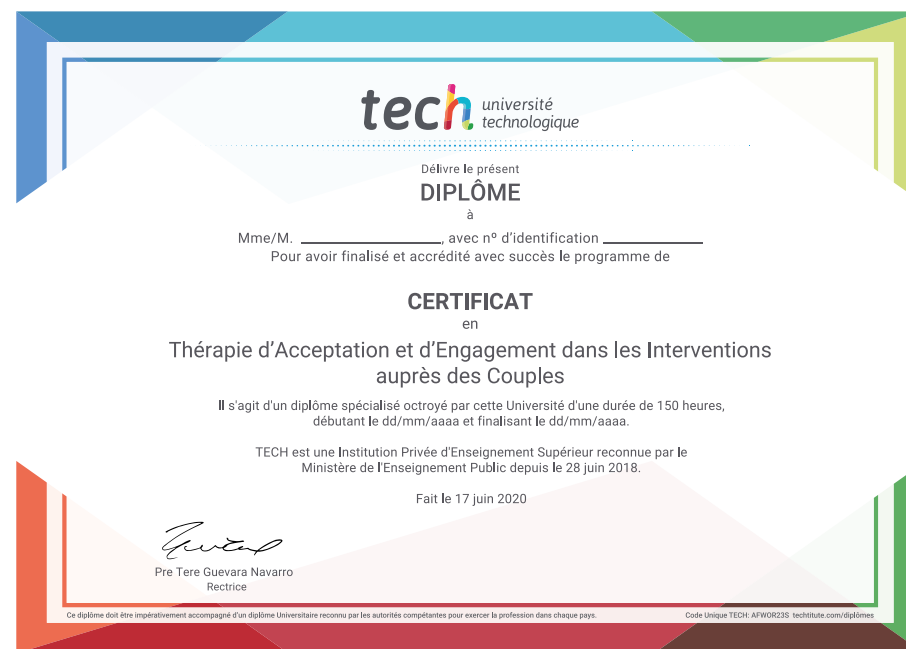 tech université
technologique
Délivre le présent
DIPLÔME
à
Mme/M. ____________________, avec nº d'identification ______________
Pour avoir finalisé et accrédité avec succès le programme de
CERTIFICAT
en
Thérapie d'Acceptation et d'Engagement dans les Interventions
auprès des Couples
Il s'agit d'un diplôme spécialisé octroyé par cette Université d'une durée de 150 heures,
débutant le dd/mm/aaaa et finalisant le dd/mm/aaaa.
TECH est une Institution Privée d'Enseignement Supérieur reconnue par le
Ministère de l'Enseignement Public depuis le 28 juin 2018.
Fait le 17 juin 2020
Pre Tere Guevara Navarro
Rectrice
Ce diplôme doit être impérativement accompagné d'un diplôme Universitaire reconnu par les autorités compétantes pour exercer la profession dans chaque pays.
Code Unique TECH: AFWOR23S techtitute.com/diplômes